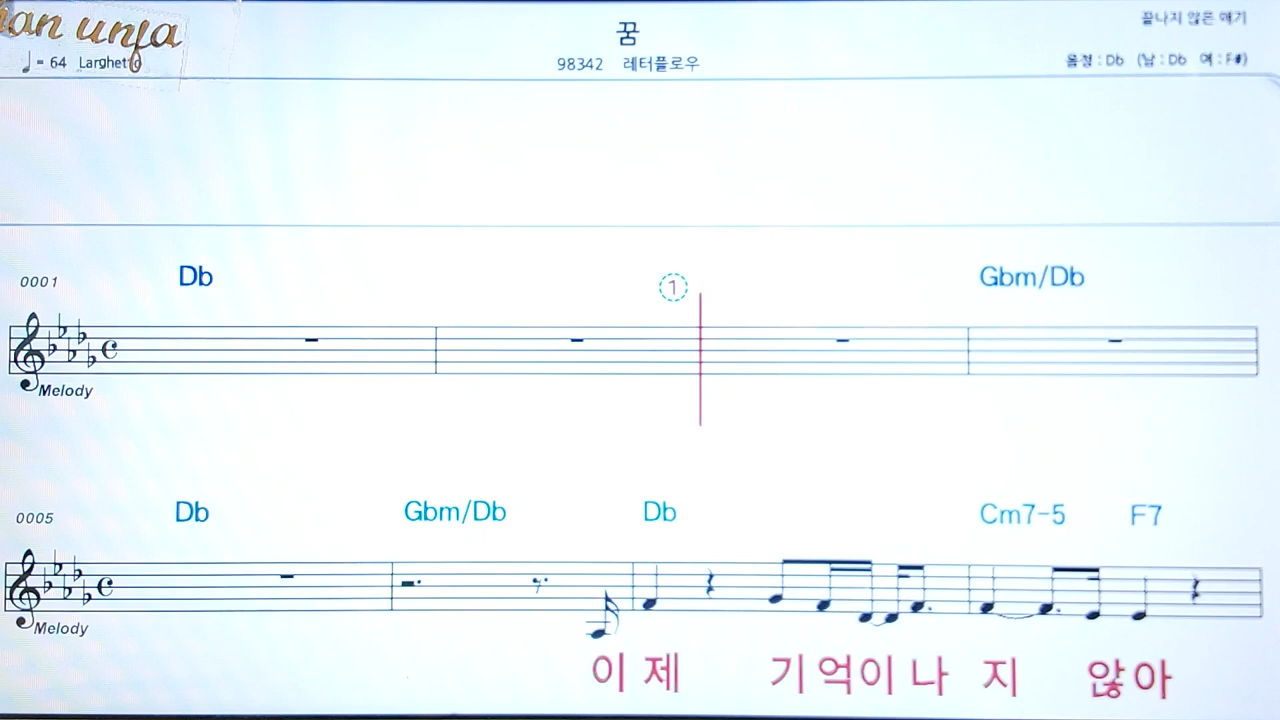 꿈
끝나지 않은 얘기
♩ = 64 Larghetto
98342 레터플로우
음정 : Db (남 : Db 여 : F#)
0001 Db ① Gbm/Db
Melody
0005 Db Gbm/Db Db Cm7-5 F7
Melody
이 제 기 억 이 나 지 않 아